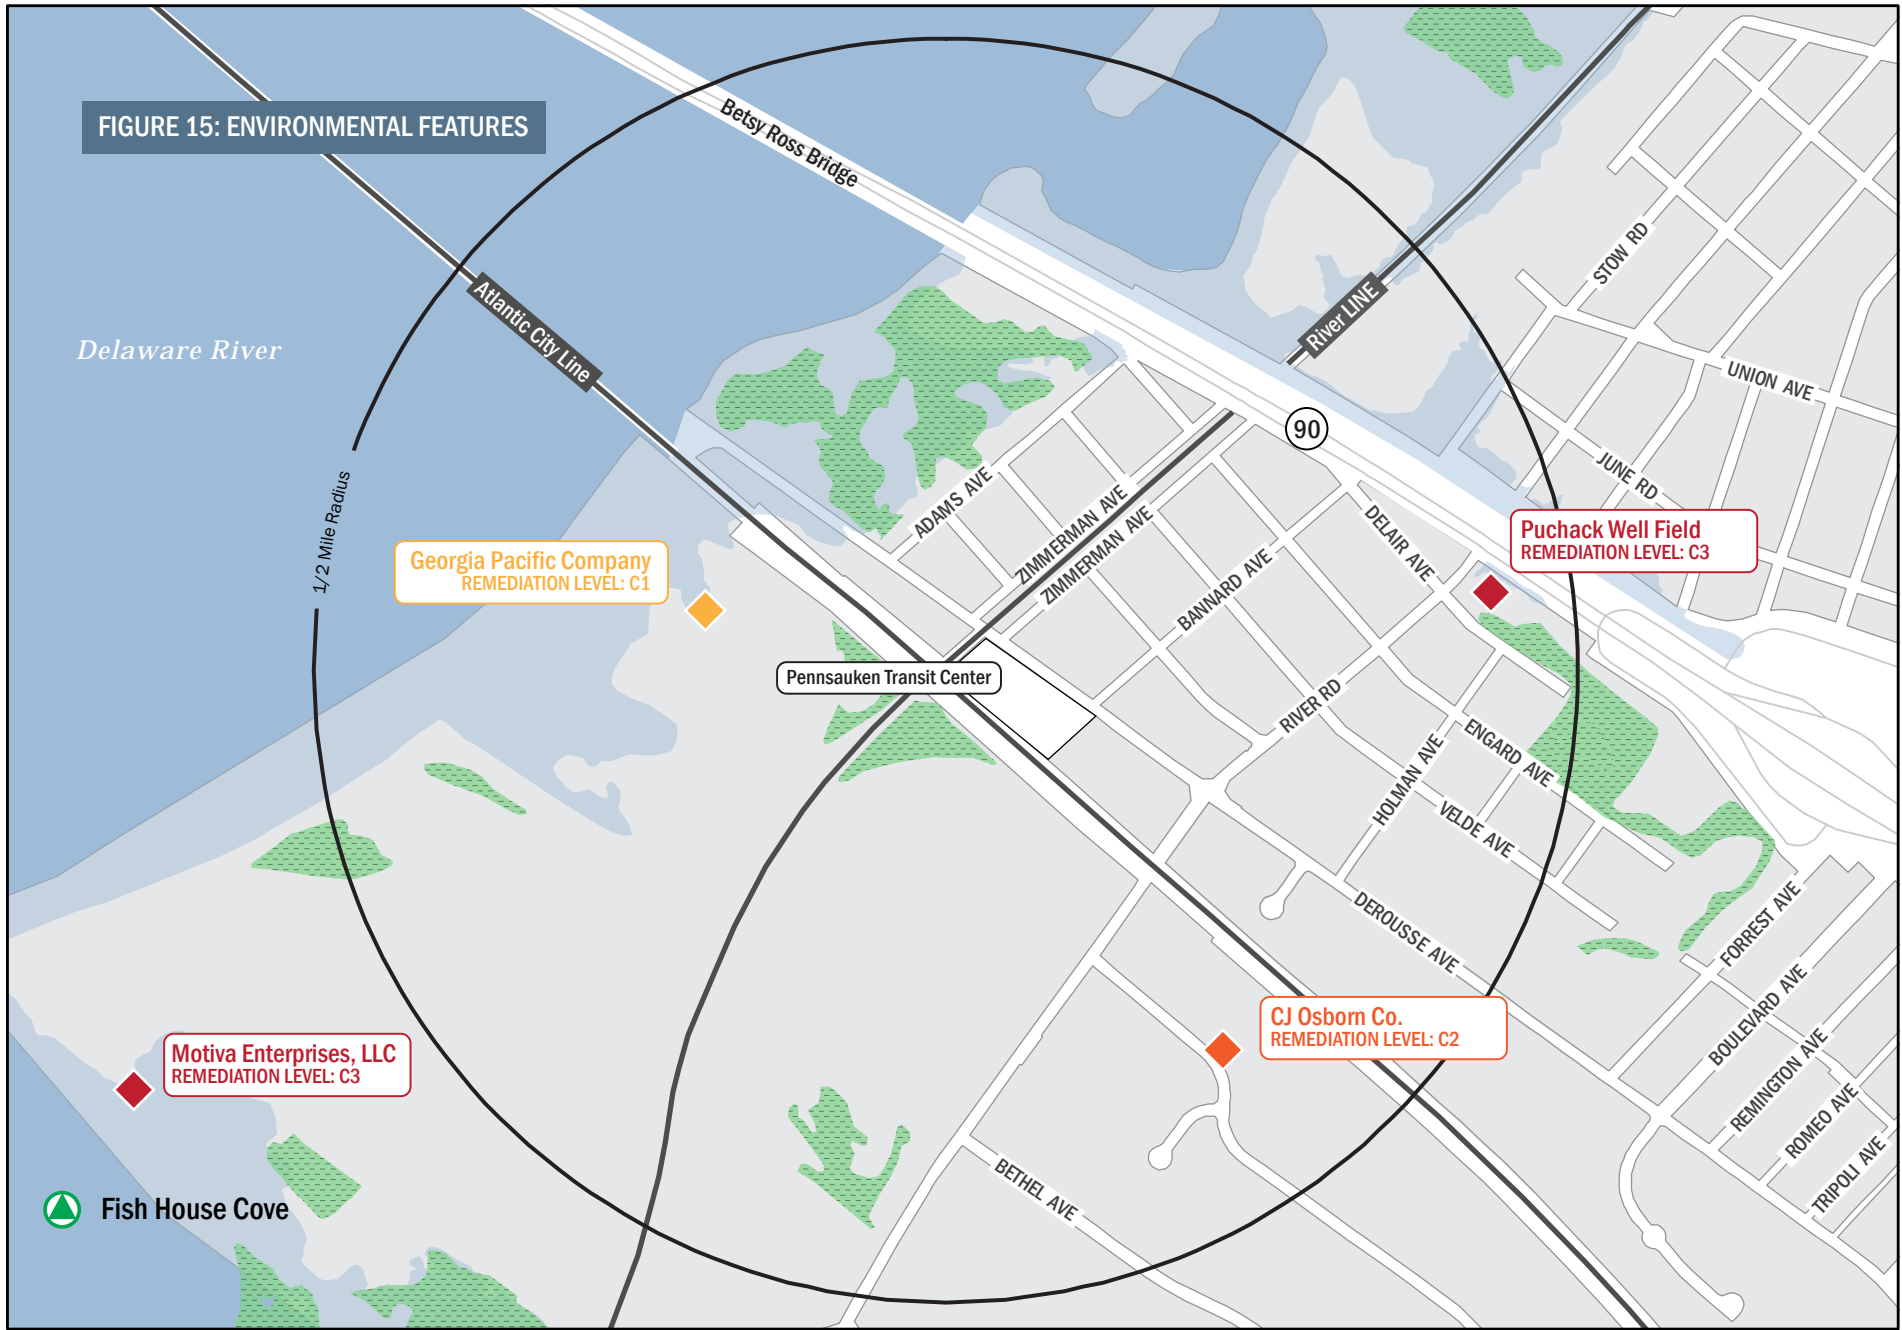 FIGURE 15: ENVIRONMENTAL FEATURES
Betsy Ross Bridge
Atlantic City Line
River LINE
Delaware River
STOW RD
UNION AVE
90
JUNE RD
1/2 Mile Radius
ADAMS AVE
ZIMMERMAN AVE
ZIMMERMAN AVE
BANNARD AVE
DELAIR AVE
Puchack Well Field
REMEDIATION LEVEL: C3
Georgia Pacific Company
REMEDIATION LEVEL: C1
Pennsauken Transit Center
RIVER RD
HOLMAN AVE
ENGARD AVE
VELDE AVE
DEROUSSE AVE
FORREST AVE
BOULEVARD AVE
REMINGTON AVE
ROMEO AVE
TRIPOLI AVE
CJ Osborn Co.
REMEDIATION LEVEL: C2
Motiva Enterprises, LLC
REMEDIATION LEVEL: C3
BETHEL AVE
Fish House Cove